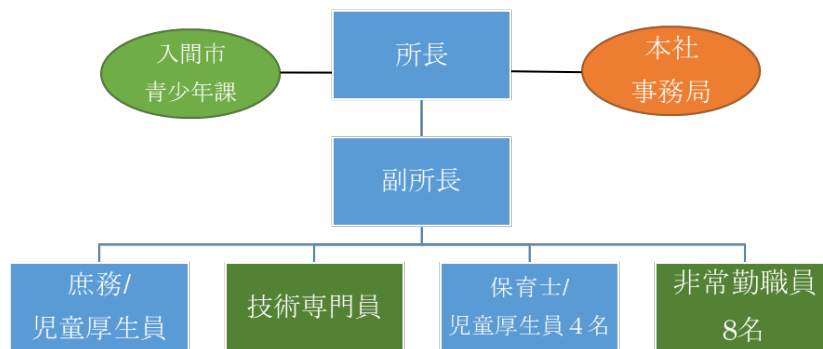 入間市
青少年課
所長
本社
事務局
副所長
庶務/
児童厚生員
技術専門員
保育士/
児童厚生員４名
非常勤職員
8名